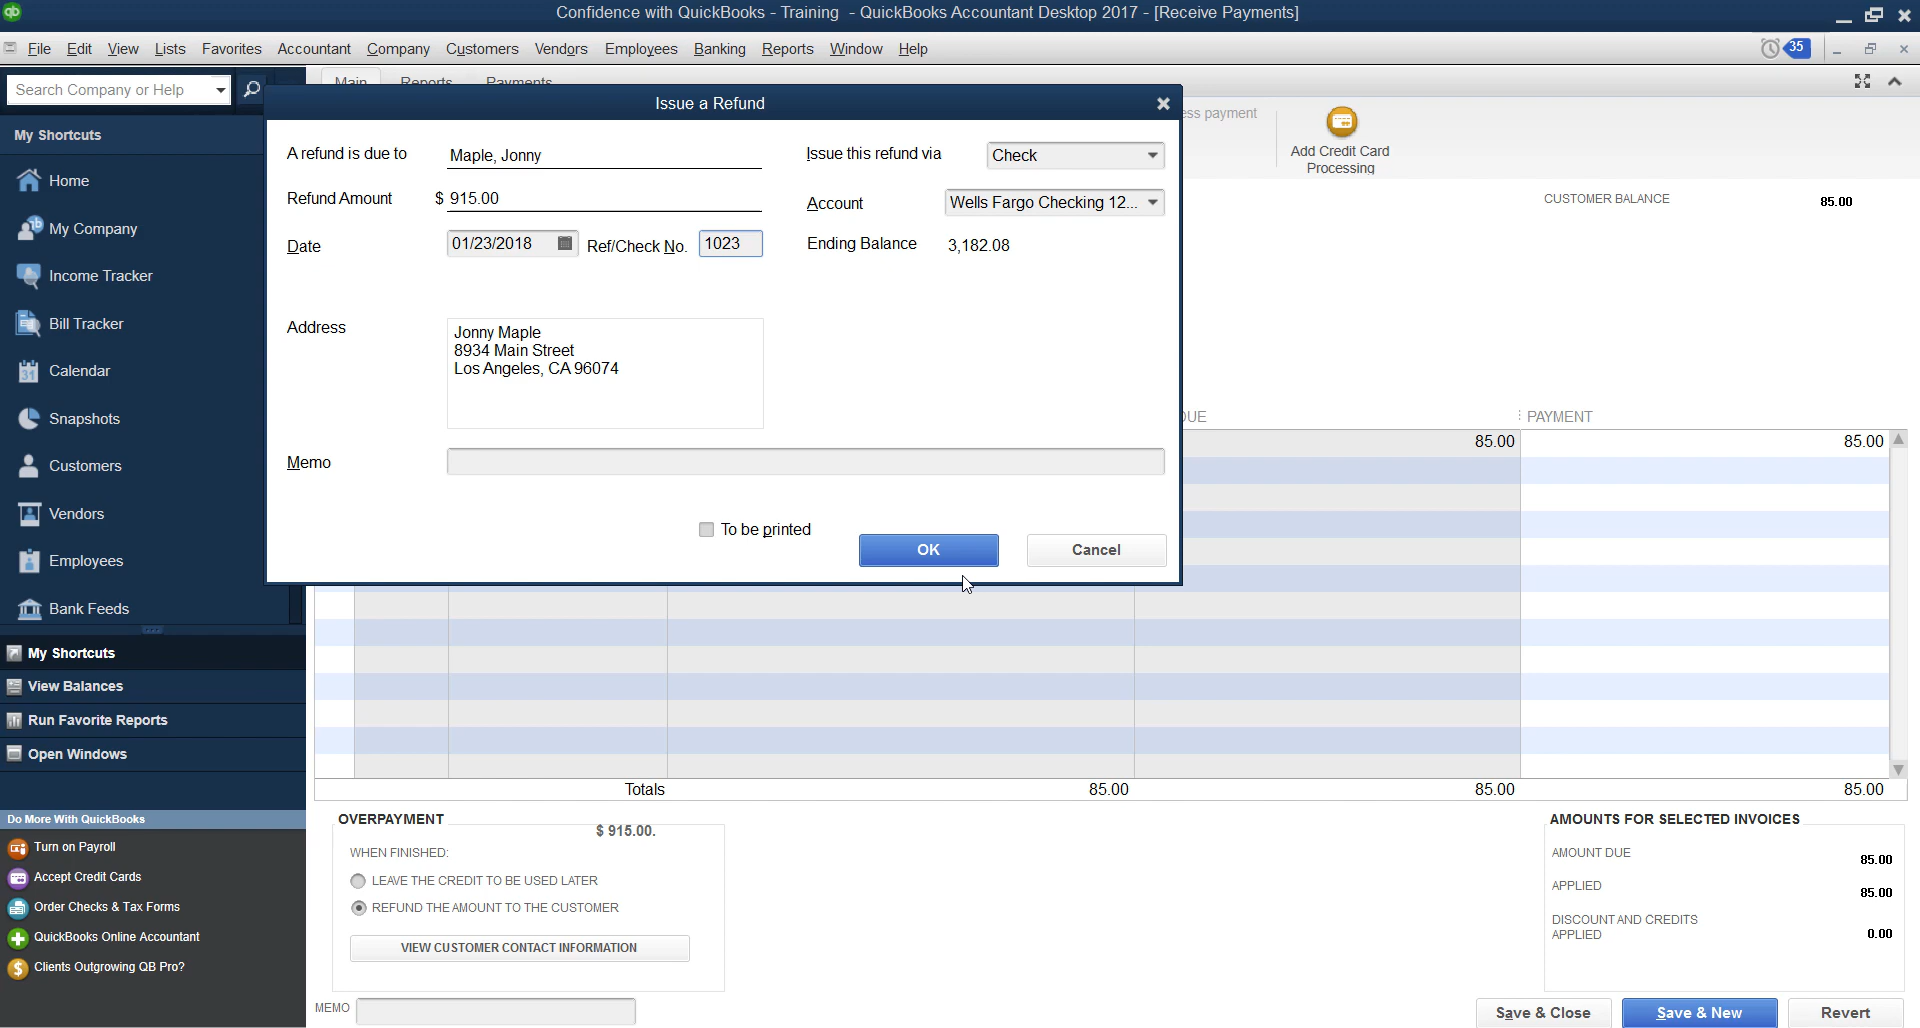 Confidence with QuickBooks - Training - QuickBooks Accountant Desktop 2017 - [Receive Payments]
File Edit View Lists Favorites Accountant Company Customers Vendors Employees Banking Reports Window Help
35
Search Company or Help
Main Reports Payments
My Shortcuts
Home
My Company
Income Tracker
Bill Tracker
31
Calendar
Snapshots
Customers
Vendors
Employees
Bank Feeds
My Shortcuts
View Balances
Run Favorite Reports
Open Windows
Do More With QuickBooks
Turn on Payroll
Accept Credit Cards
Order Checks & Tax Forms
QuickBooks Online Accountant
Clients Outgrowing QB Pro?
Issue a Refund
A refund is due to Maple, Jonny
Issue this refund via Check
Refund Amount $ 915.00
Account Wells Fargo Checking 12...
Date 01/23/2018 Ref/Check No. 1023
Ending Balance 3,182.08
Address
Jonny Maple
8934 Main Street
Los Angeles, CA 96074
Memo
To be printed
OK Cancel
payment
Add Credit Card
Processing
CUSTOMER BALANCE 85.00
DUE PAYMENT
85.00 85.00
Totals 85.00 85.00 85.00
OVERPAYMENT
$ 915.00.
WHEN FINISHED:
LEAVE THE CREDIT TO BE USED LATER
REFUND THE AMOUNT TO THE CUSTOMER
VIEW CUSTOMER CONTACT INFORMATION
MEMO
AMOUNTS FOR SELECTED INVOICES
AMOUNT DUE 85.00
APPLIED 85.00
DISCOUNT AND CREDITS
APPLIED 0.00
Save & Close Save & New Revert